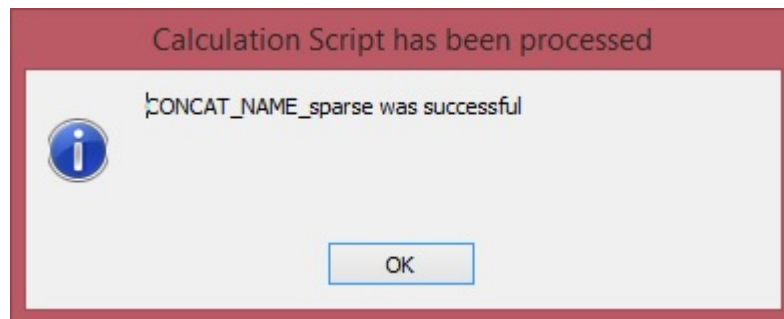 Calculation Script has been processed
CONCAT_NAME_sparse was successful
OK